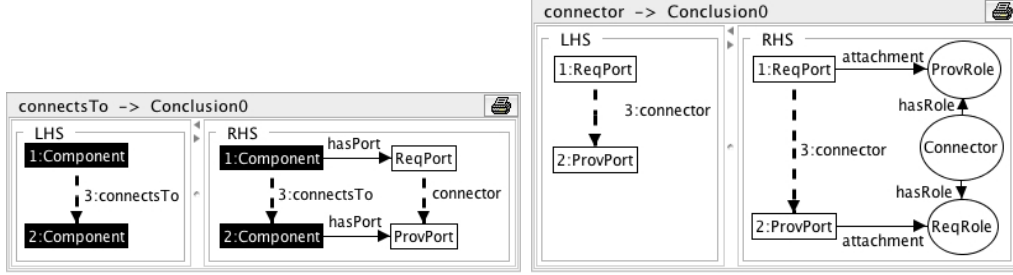 connectsTo -> Conclusion0
LHS
1:Component
3:connectsTo
2:Component
RHS
1:Component
hasPort
ReqPort
3:connectsTo
connector
2:Component
hasPort
ProvPort
connector -> Conclusion0
LHS
1:ReqPort
3:connector
2:ProvPort
RHS
1:ReqPort
attachment
ProvRole
hasRole
3:connector
Connector
hasRole
2:ProvPort
attachment
ReqRole